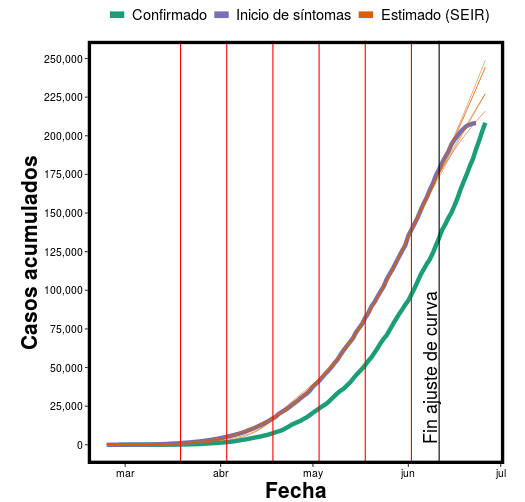 Confirmado Inicio de síntomas Estimado (SEIR)
250,000
225,000
200,000
175,000
150,000
125,000
100,000
75,000
50,000
25,000
0
Casos acumulados
Fin ajuste de curva
mar abr may jun jul
Fecha